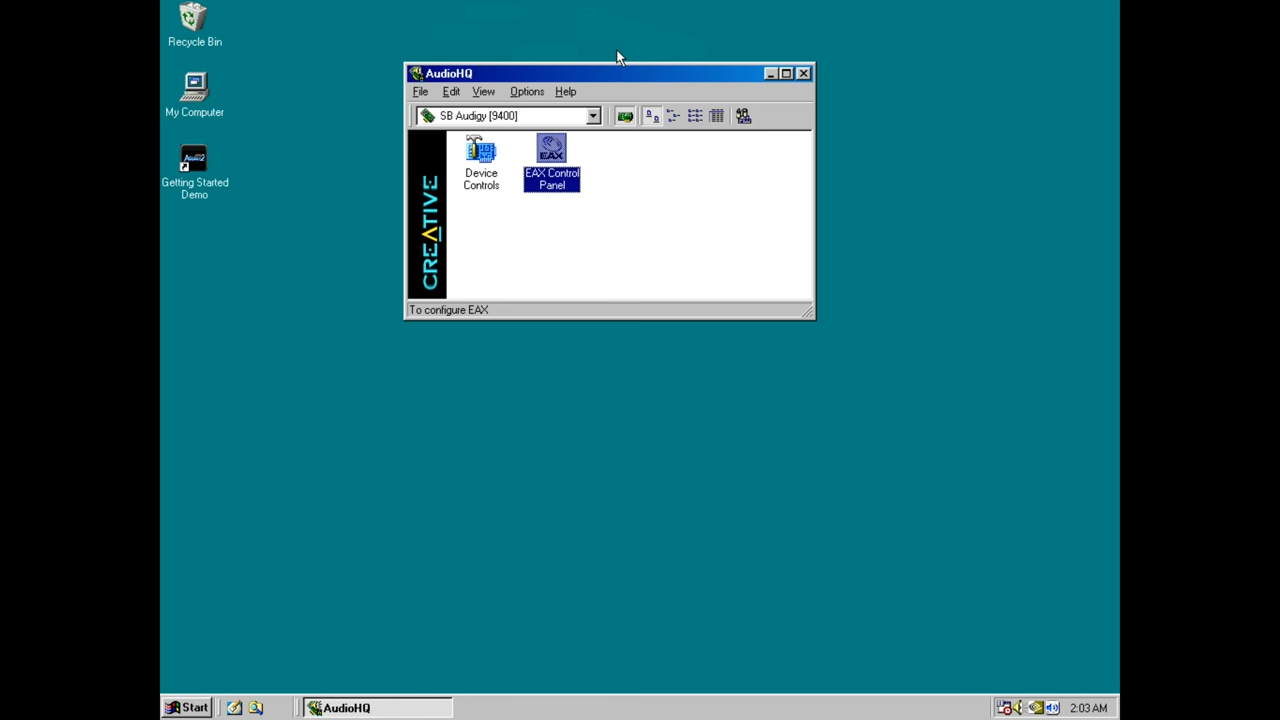 Recycle Bin
My Computer
Getting Started
Demo
AudioHQ
File Edit View Options Help
SB Audigy [9400]
CREATIVE
Device
Controls
EAX
EAX Control
Panel
To configure EAX
Start
AudioHQ
2:03 AM